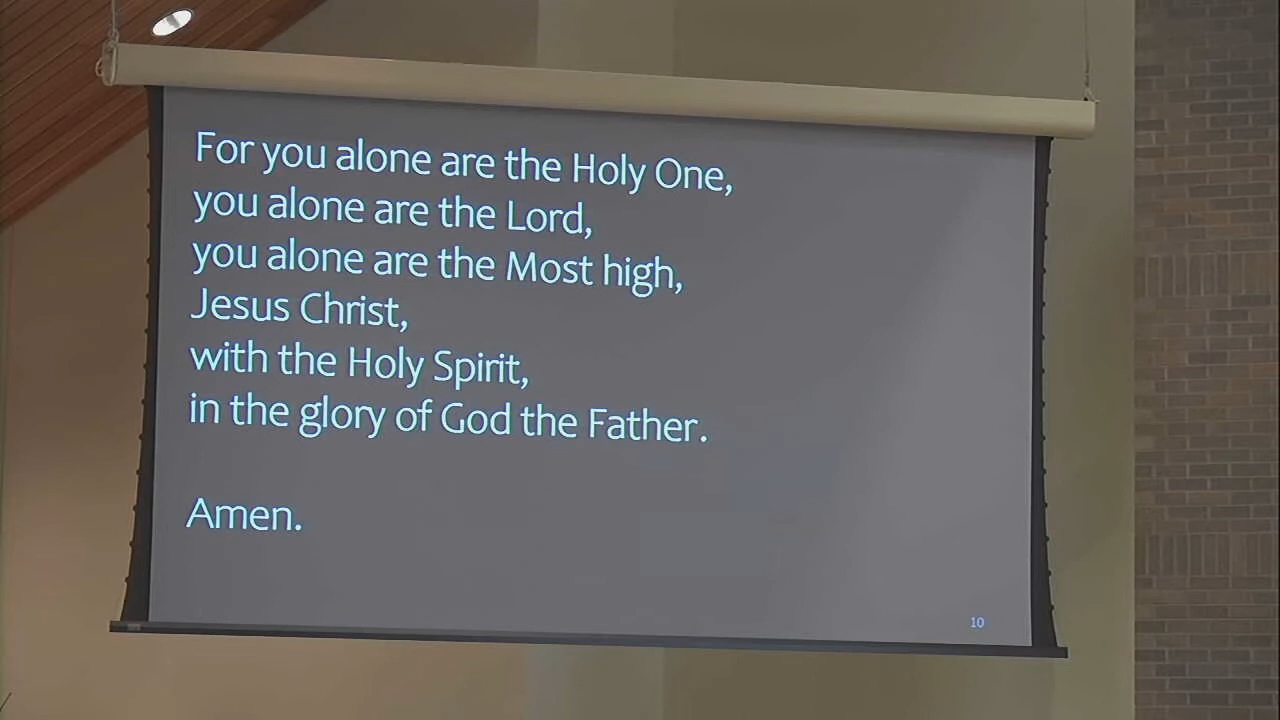 For you alone are the Holy One,
you alone are the Lord,
you alone are the Most high,
Jesus Christ,
with the Holy Spirit,
in the glory of God the Father.
Amen.
10